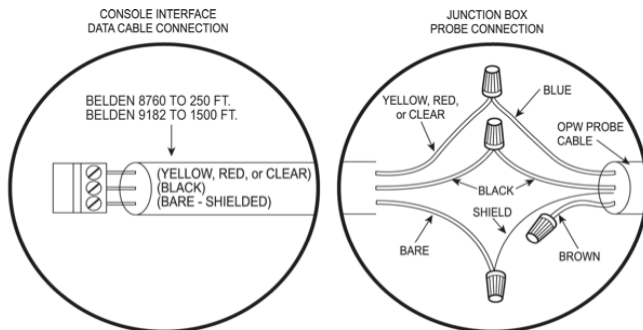 CONSOLE INTERFACE
DATA CABLE CONNECTION
BELDEN 8760 TO 250 FT.
BELDEN 9182 TO 1500 FT.
(YELLOW, RED, or CLEAR)
(BLACK)
(BARE - SHIELDED)
JUNCTION BOX
PROBE CONNECTION
YELLOW, RED,
or CLEAR
BLUE
OPW PROBE
CABLE
BLACK
SHIELD
BARE
BROWN